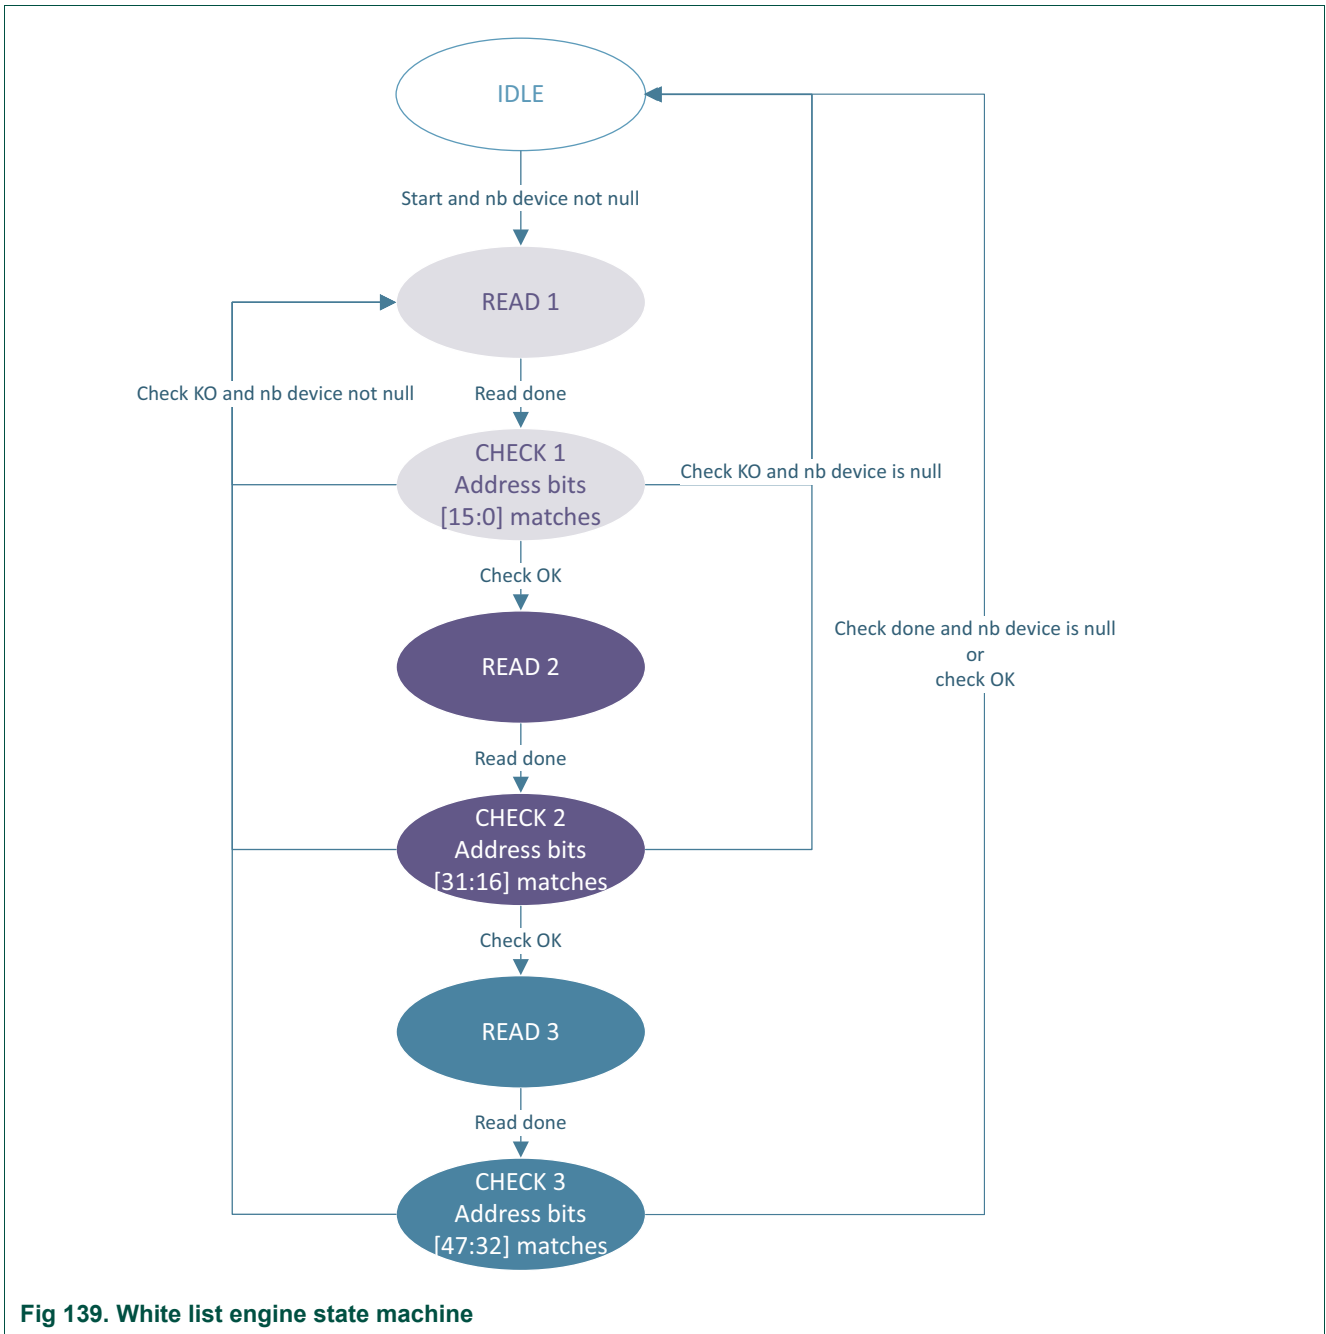 IDLE
Start and nb device not null
READ 1
Check KO and nb device not null
Read done
CHECK 1
Address bits
[15:0] matches
Check KO and nb device is null
Check OK
READ 2
Check done and nb device is null
or
check OK
Read done
CHECK 2
Address bits
[31:16] matches
Check OK
READ 3
Read done
CHECK 3
Address bits
[47:32] matches
Fig 139. White list engine state machine